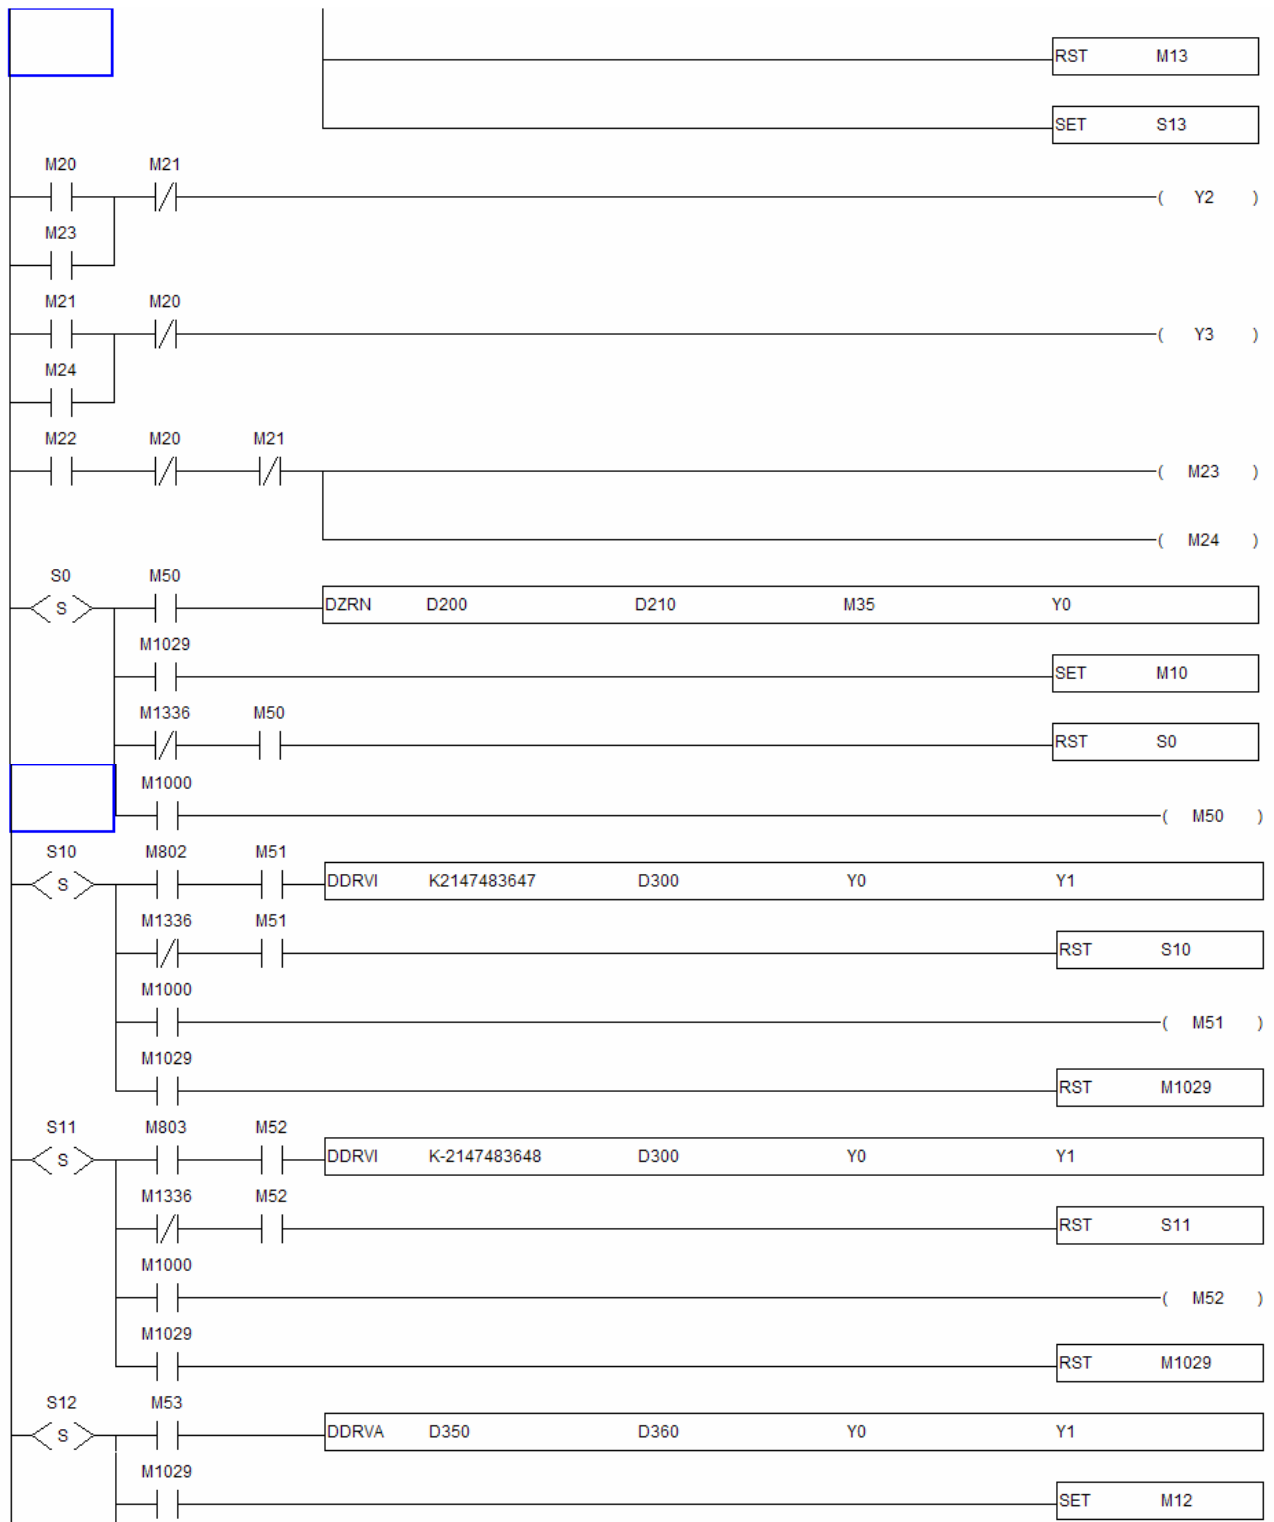 RST M13
SET S13
M20 M21
( Y2 )
M23
M21 M20
( Y3 )
M24
M22 M20 M21
( M23 )
( M24 )
S0 M50
S DZRN D200 D210 M35 Y0
M1029
SET M10
M1336 M50
RST S0
M1000
( M50 )
S10 M802 M51
S DDRVI K2147483647 D300 Y0 Y1
M1336 M51
RST S10
M1000
( M51 )
M1029
RST M1029
S11 M803 M52
S DDRVI K-2147483648 D300 Y0 Y1
M1336 M52
RST S11
M1000
( M52 )
M1029
RST M1029
S12 M53
S DDRVA D350 D360 Y0 Y1
M1029
SET M12